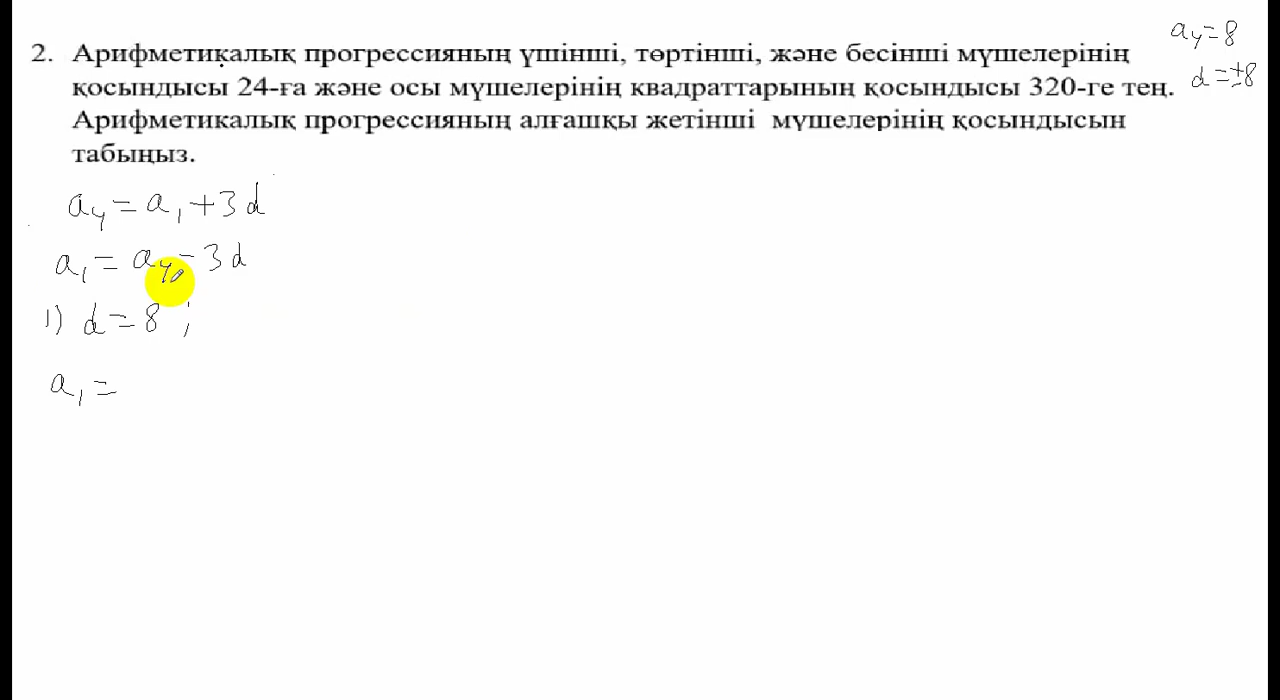 2. Арифметиқалық прогрессияның үшінші, төртінші, және бесінші мүшелерінің
қосындысы 24-ға және осы мүшелерінің квадраттарының қосындысы 320-ге тең.
Арифметикалық прогрессияның алғашқы жетінші мүшелерінің қосындысын
табыңыз.
a₄=8
d=±8
a₄=a₁+3d
a₁=a₄-3d
1) d=8;
a₁=